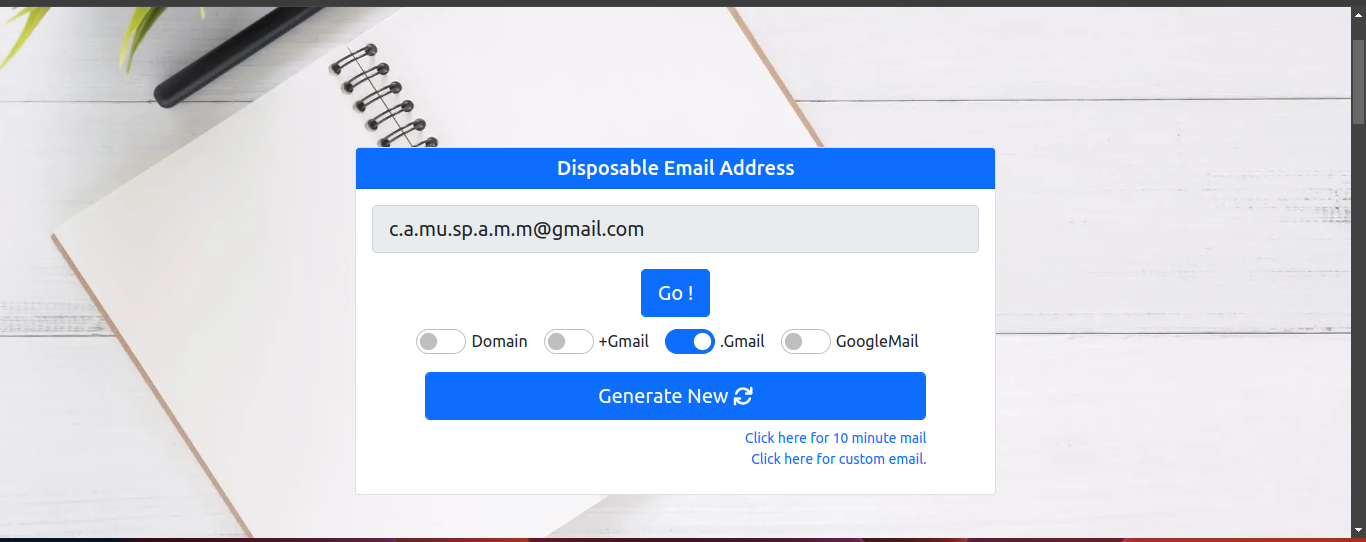 Disposable Email Address
c.a.mu.sp.a.m.m@gmail.com
Go !
Domain +Gmail .Gmail GoogleMail
Generate New
Click here for 10 minute mail
Click here for custom email.